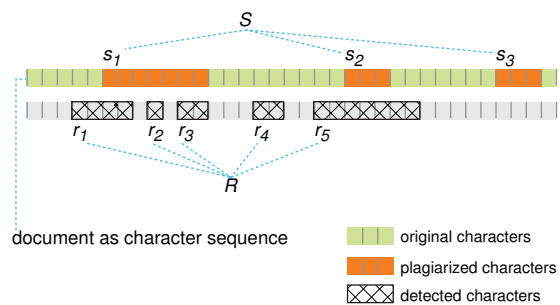 S
s1 s2 s3
r1 r2 r3 r4 r5
R
document as character sequence
original characters
plagiarized characters
detected characters